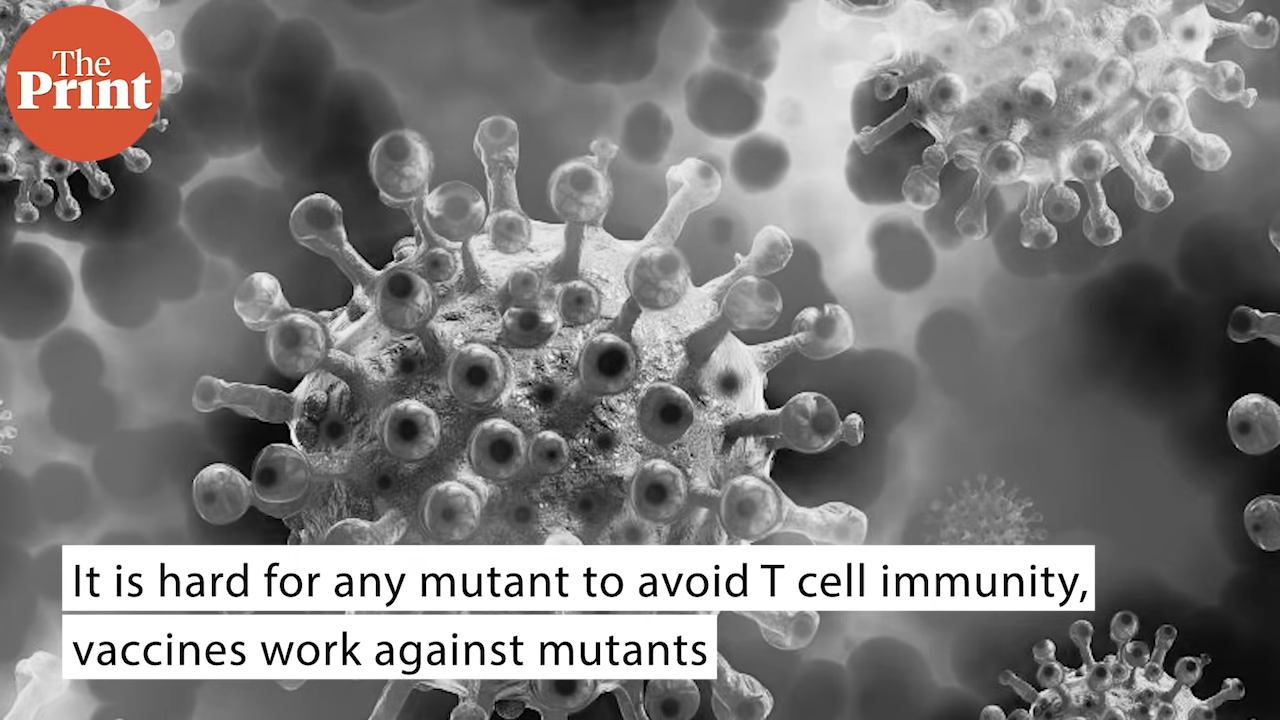 The
Print
It is hard for any mutant to avoid T cell immunity,
vaccines work against mutants